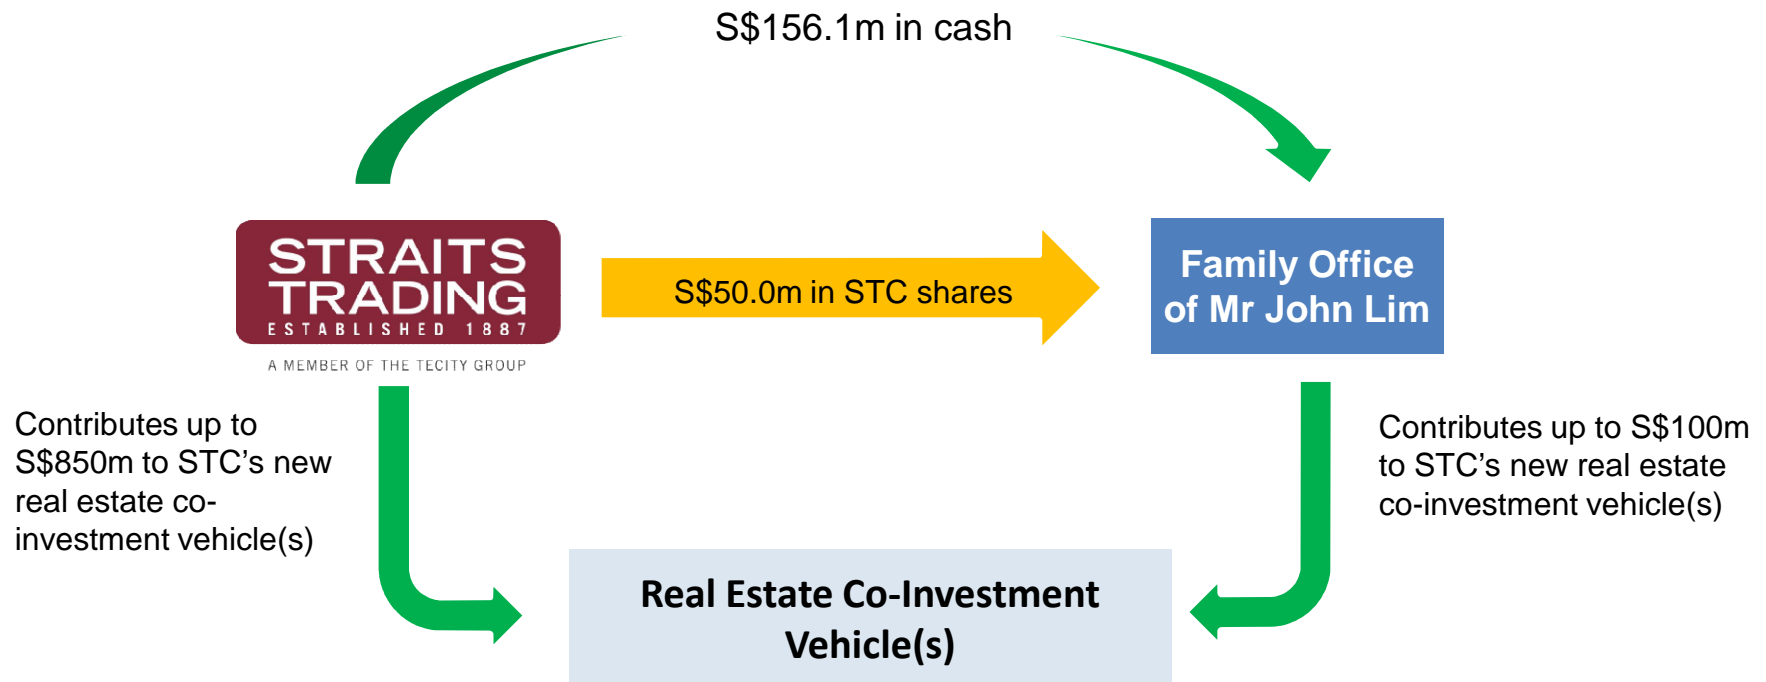 S$156.1m in cash
STRAITS
TRADING
ESTABLISHED 1887
A MEMBER OF THE TECITY GROUP
S$50.0m in STC shares
Family Office
of Mr John Lim
Contributes up to
S$850m to STC’s new
real estate co-
investment vehicle(s)
Contributes up to S$100m
to STC’s new real estate
co-investment vehicle(s)
Real Estate Co-Investment
Vehicle(s)